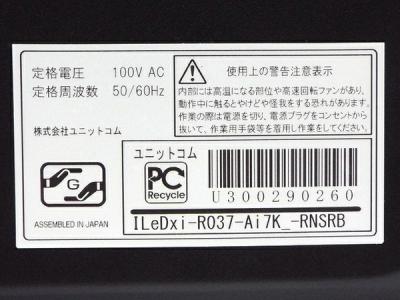 定格電圧 100V AC
定格周波数 50/60Hz
株式会社ユニットコム
使用上の警告注意表示
内部には高温になる部位や高速回転ファンがあり、
動作中に触るとやけどや怪我をする恐れがあります。
作業の際は電源を切り、電源プラグをコンセントから
抜いて、作業用手袋等を着用し作業をしてください。
G
ASSEMBLED IN JAPAN
ユニットコム
PC
Recycle
U300290260
ILeDxi-R037-Ai7K_-RNSRB